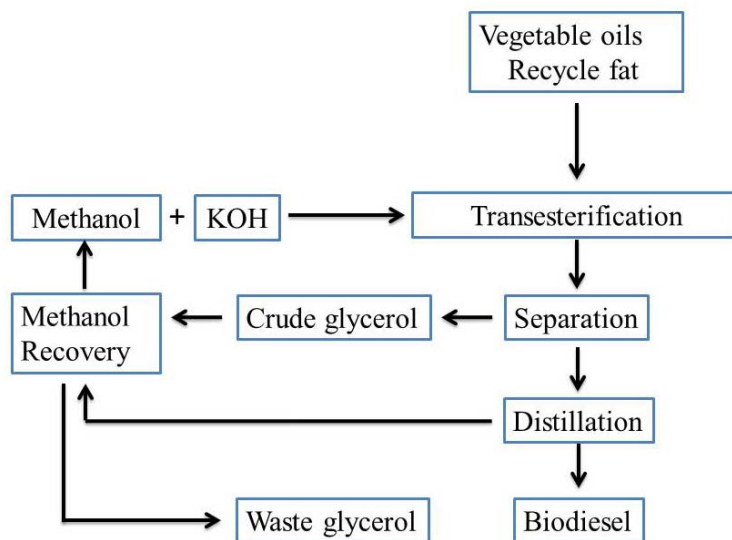 Vegetable oils
Recycle fat
Methanol + KOH
Transesterification
Methanol
Recovery
Crude glycerol
Separation
Distillation
Waste glycerol
Biodiesel